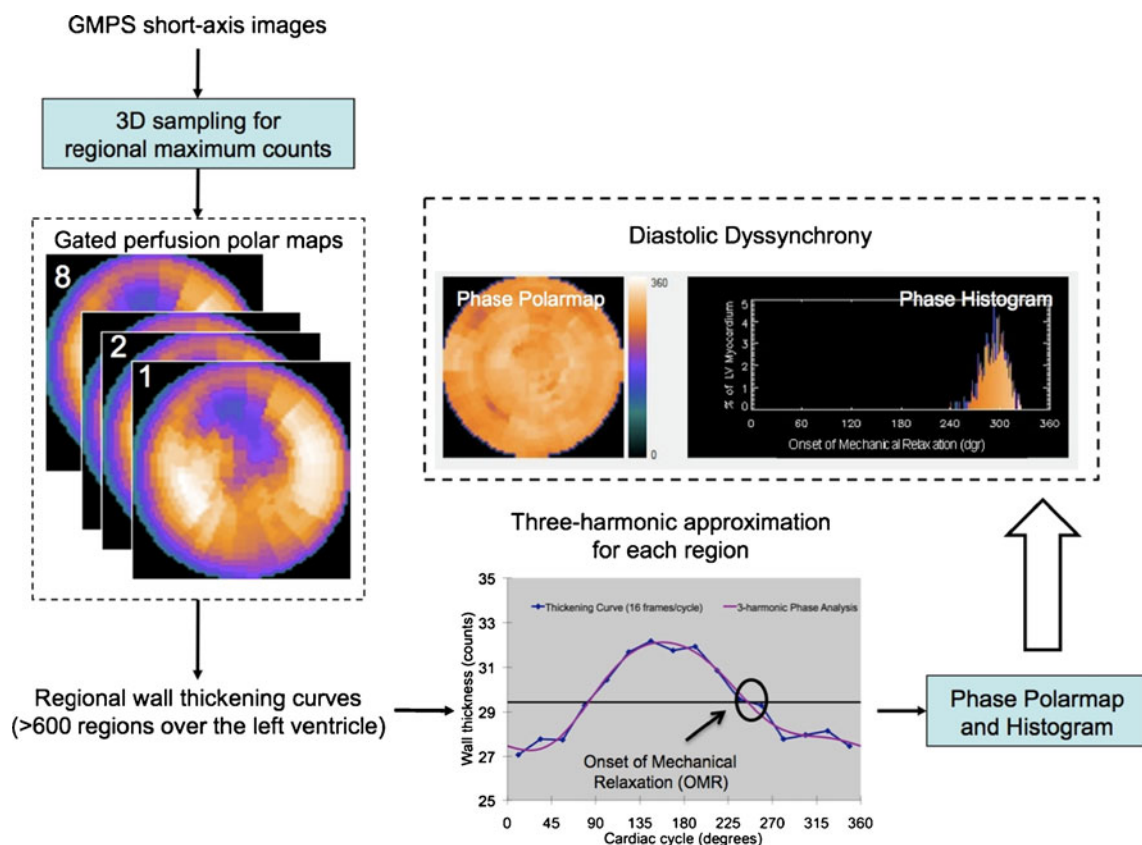 GMPS short-axis images
3D sampling for
regional maximum counts
Gated perfusion polar maps
8
2
1
Regional wall thickening curves
(>600 regions over the left ventricle)
Three-harmonic approximation
for each region
35
33
31
29
27
25
Wall thickness (counts)
Thickening Curve (16 frames/cycle)
3-harmonic Phase Analysis
Onset of Mechanical
Relaxation (OMR)
0 45 90 135 180 225 270 315 360
Cardiac cycle (degrees)
Phase Polarmap
and Histogram
Diastolic Dyssynchrony
Phase Polarmap
360
0
Phase Histogram
% of LV Myocardium
5
4
3
2
1
0
0 60 120 180 240 300 360
Onset of Mechanical Relaxation (dgr)